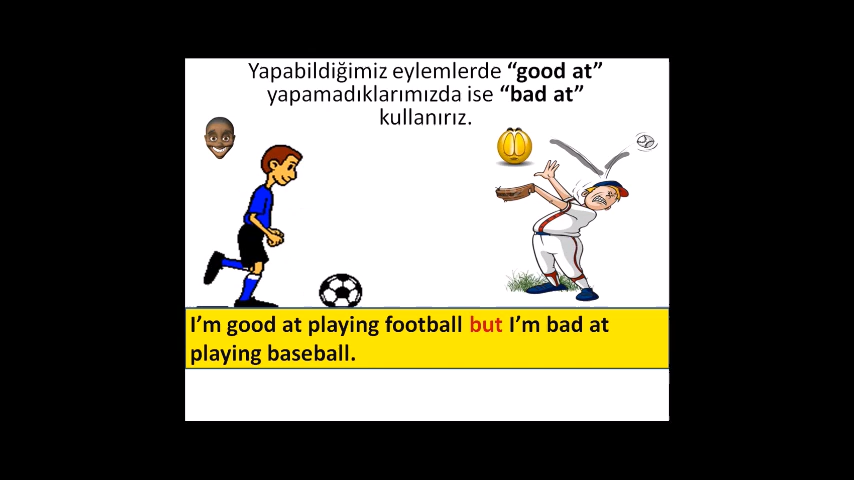 Yapabildiğimiz eylemlerde “good at”
yapamadıklarımızda ise “bad at”
kullanırız.
I’m good at playing football but I’m bad at
playing baseball.